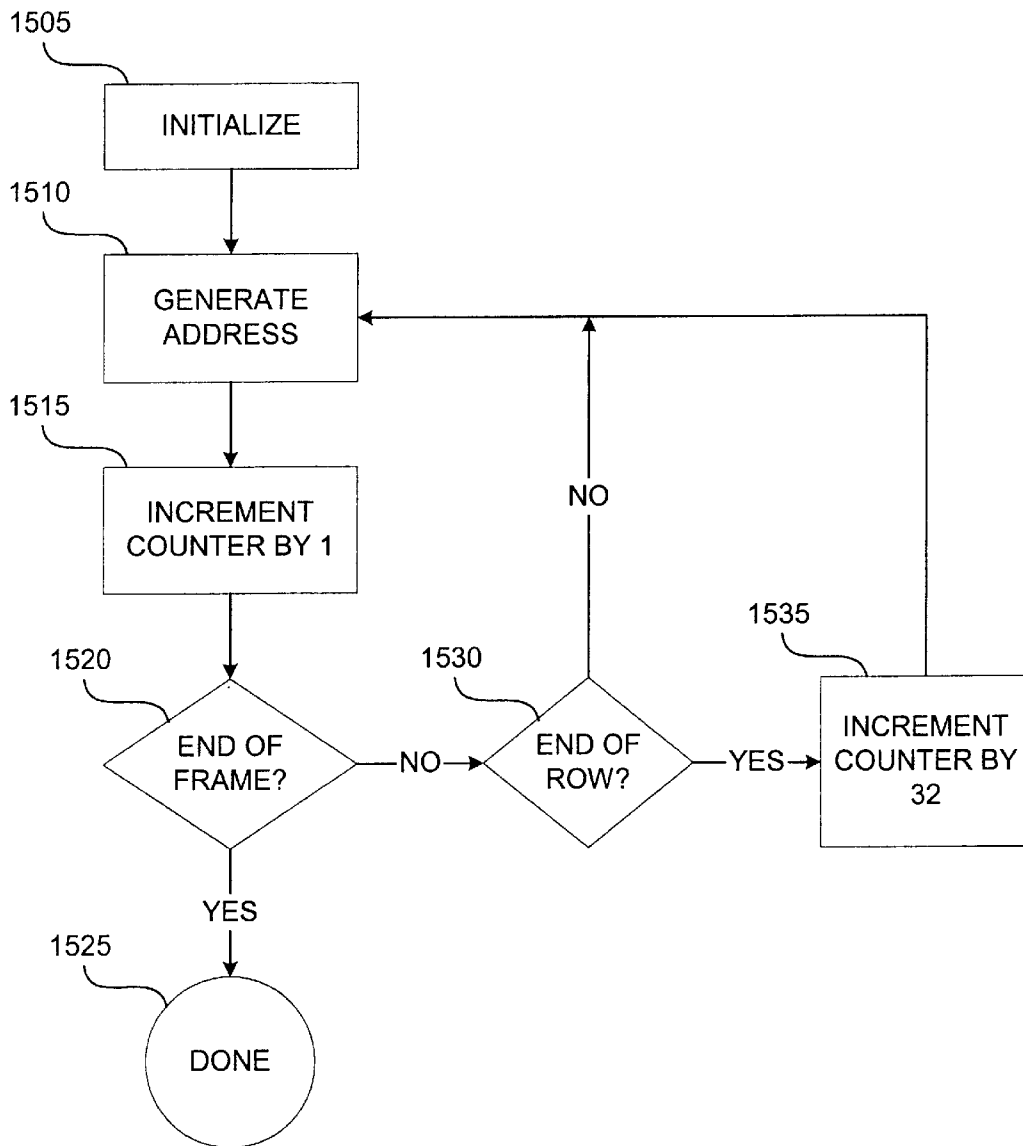 1505
INITIALIZE
1510
GENERATE
ADDRESS
1515
INCREMENT
COUNTER BY 1
NO
1520
END OF
FRAME?
NO
1530
END OF
ROW?
YES
1535
INCREMENT
COUNTER BY
32
YES
1525
DONE